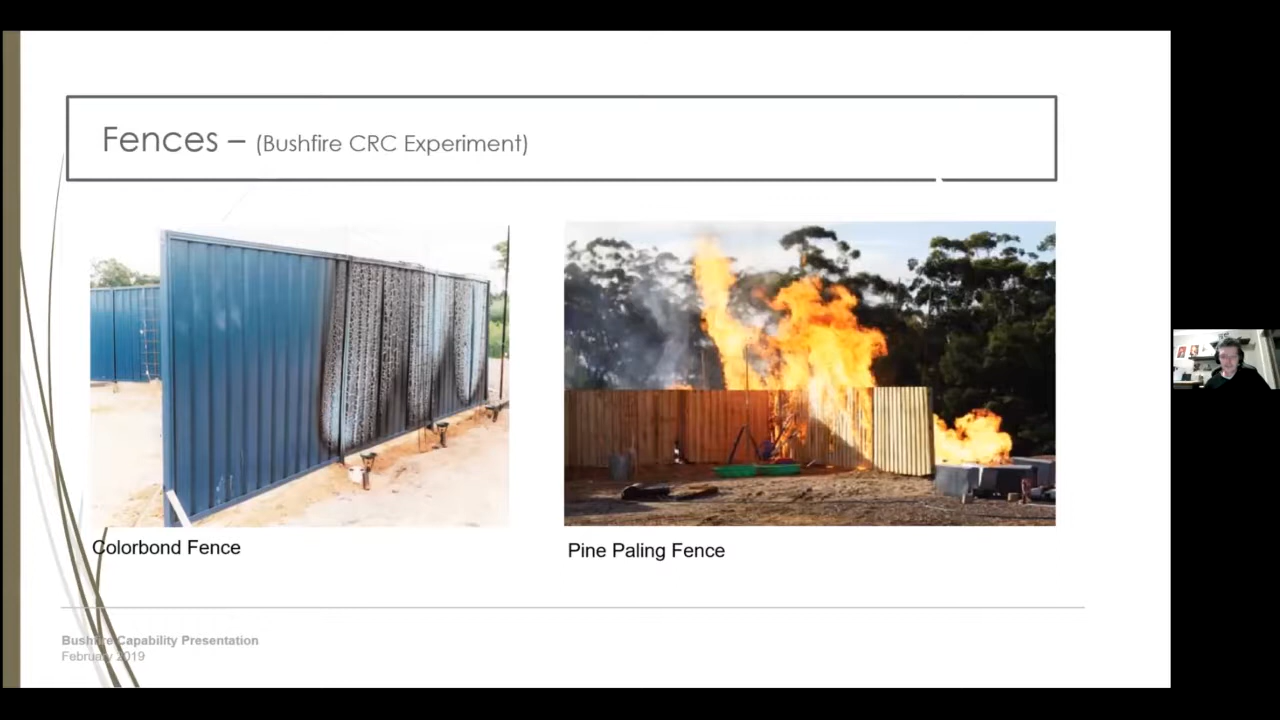 Fences – (Bushfire CRC Experiment)
Colorbond Fence
Pine Paling Fence
Bushfire Capability Presentation
February 2019